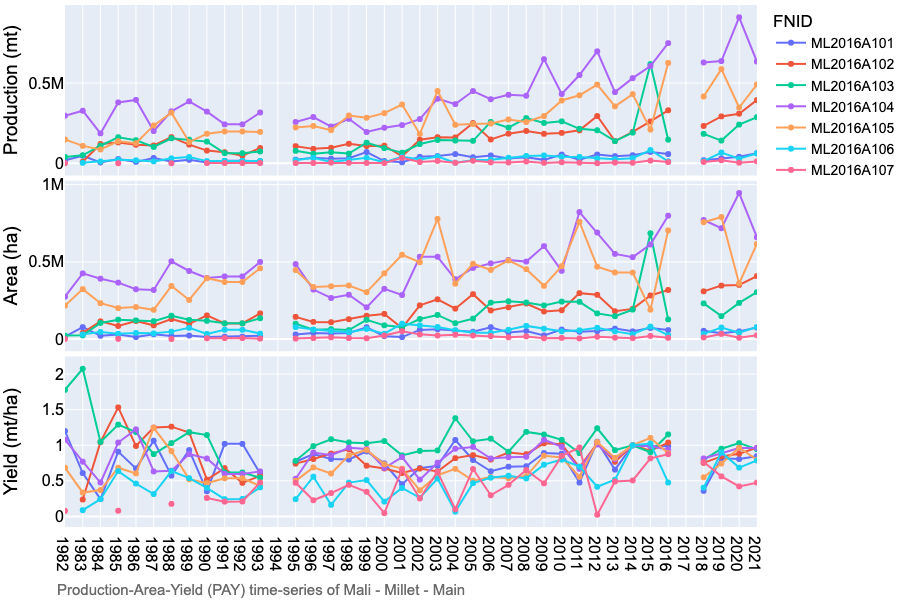 FNID
ML2016A101
ML2016A102
ML2016A103
ML2016A104
ML2016A105
ML2016A106
ML2016A107
Production (mt)
0.5M
0
Area (ha)
1M
0.5M
0
Yield (mt/ha)
2
1.5
1
0.5
0
1982 1983 1984 1985 1986 1987 1988 1989 1990 1991 1992 1993 1994 1995 1996 1997 1998 1999 2000 2001 2002 2003 2004 2005 2006 2007 2008 2009 2010 2011 2012 2013 2014 2015 2016 2017 2018 2019 2020 2021
Production-Area-Yield (PAY) time-series of Mali - Millet - Main